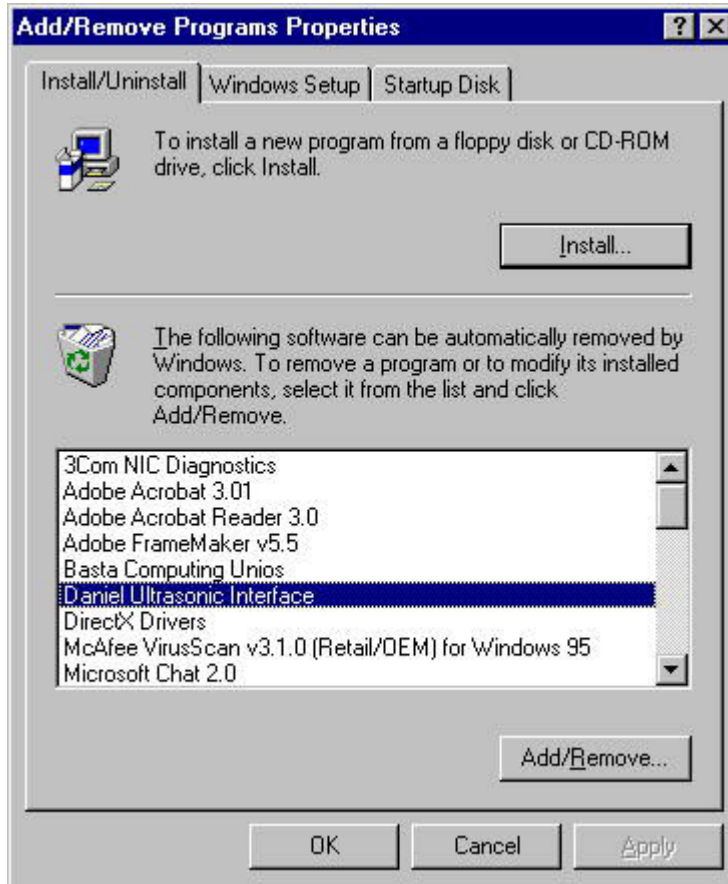 Add/Remove Programs Properties
Install/Uninstall
Windows Setup
Startup Disk
To install a new program from a floppy disk or CD-ROM
drive, click Install.
Install...
The following software can be automatically removed by
Windows. To remove a program or to modify its installed
components, select it from the list and click
Add/Remove.
3Com NIC Diagnostics
Adobe Acrobat 3.01
Adobe Acrobat Reader 3.0
Adobe FrameMaker v5.5
Basta Computing Unios
Daniel Ultrasonic Interface
DirectX Drivers
McAfee VirusScan v3.1.0 (Retail/OEM) for Windows 95
Microsoft Chat 2.0
Add/Remove...
OK
Cancel
Apply